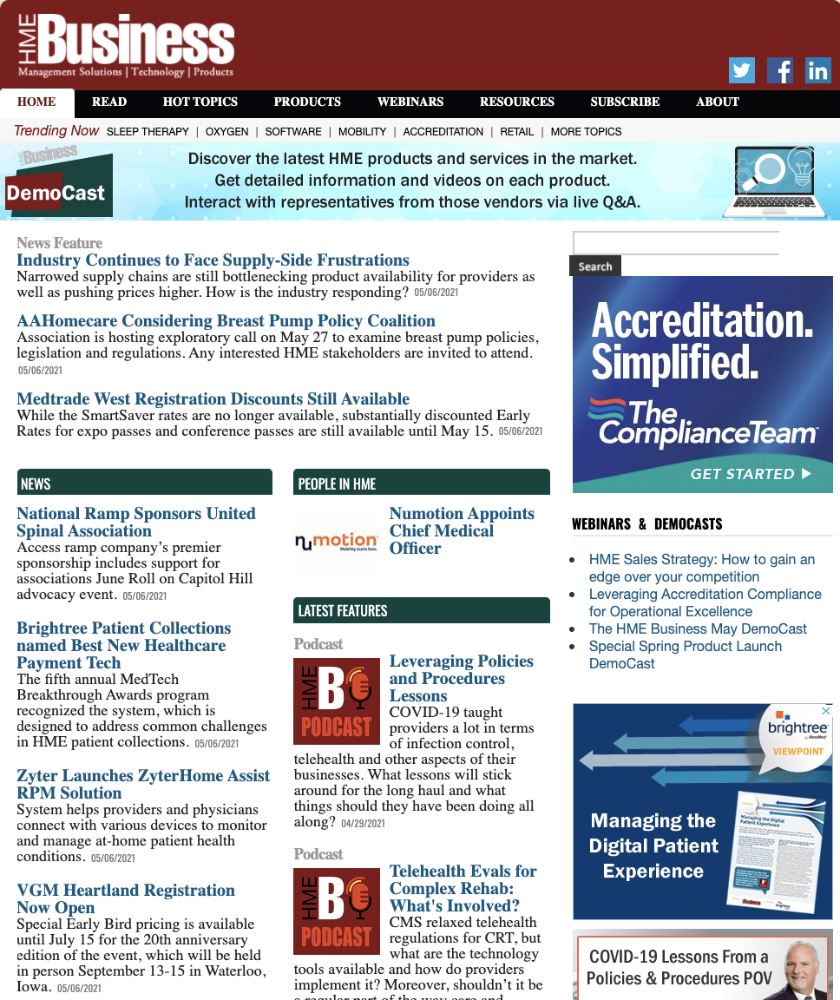 HME Business
Management Solutions | Technology | Products
HOME READ HOT TOPICS PRODUCTS WEBINARS RESOURCES SUBSCRIBE ABOUT
Trending Now SLEEP THERAPY | OXYGEN | SOFTWARE | MOBILITY | ACCREDITATION | RETAIL | MORE TOPICS
HME Business
DemoCast
Discover the latest HME products and services in the market.
Get detailed information and videos on each product.
Interact with representatives from those vendors via live Q&A.
News Feature
Industry Continues to Face Supply-Side Frustrations
Narrowed supply chains are still bottlenecking product availability for providers as
well as pushing prices higher. How is the industry responding? 05/06/2021
AAHomecare Considering Breast Pump Policy Coalition
Association is hosting exploratory call on May 27 to examine breast pump policies,
legislation and regulations. Any interested HME stakeholders are invited to attend.
05/06/2021
Medtrade West Registration Discounts Still Available
While the SmartSaver rates are no longer available, substantially discounted Early
Rates for expo passes and conference passes are still available until May 15. 05/06/2021
NEWS
National Ramp Sponsors United
Spinal Association
Access ramp company's premier
sponsorship includes support for
associations June Roll on Capitol Hill
advocacy event. 05/06/2021
Brightree Patient Collections
named Best New Healthcare
Payment Tech
The fifth annual MedTech
Breakthrough Awards program
recognized the system, which is
designed to address common challenges
in HME patient collections. 05/06/2021
Zyter Launches ZyterHome Assist
RPM Solution
System helps providers and physicians
connect with various devices to monitor
and manage at-home patient health
conditions. 05/06/2021
VGM Heartland Registration
Now Open
Special Early Bird pricing is available
until July 15 for the 20th anniversary
edition of the event, which will be held
in person September 13-15 in Waterloo,
Iowa. 05/06/2021
PEOPLE IN HME
numotion
Mobility starts here.
Numotion Appoints
Chief Medical
Officer
LATEST FEATURES
Podcast
HME B
PODCAST
Leveraging Policies
and Procedures
Lessons
COVID-19 taught
providers a lot in terms
of infection control,
telehealth and other aspects of their
businesses. What lessons will stick
around for the long haul and what
things should they have been doing all
along? 04/29/2021
Podcast
HME B
PODCAST
Telehealth Evals for
Complex Rehab:
What's Involved?
CMS relaxed telehealth
regulations for CRT, but
what are the technology
tools available and how do providers
implement it? Moreover, shouldn't it be
a regular part of the way care and
Search
Accreditation.
Simplified.
The
ComplianceTeam
GET STARTED
WEBINARS & DEMOCASTS
HME Sales Strategy: How to gain an
edge over your competition
Leveraging Accreditation Compliance
for Operational Excellence
The HME Business May DemoCast
Special Spring Product Launch
DemoCast
brightree
by ResMed
VIEWPOINT
Managing the
Digital Patient
Experience
Managing the Digital
Patient Experience
COVID-19 Lessons From a
Policies & Procedures POV